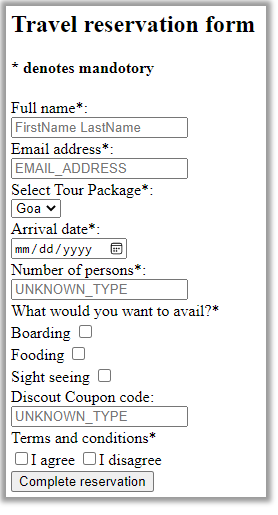 Travel reservation form
* denotes mandotory
Full name*:
FirstName LastName
Email address*:
EMAIL_ADDRESS
Select Tour Package*:
Goa
Arrival date*:
mm/dd/yyyy
Number of persons*:
UNKNOWN_TYPE
What would you want to avail?*
Boarding
Fooding
Sight seeing
Discout Coupon code:
UNKNOWN_TYPE
Terms and conditions*
I agree I disagree
Complete reservation